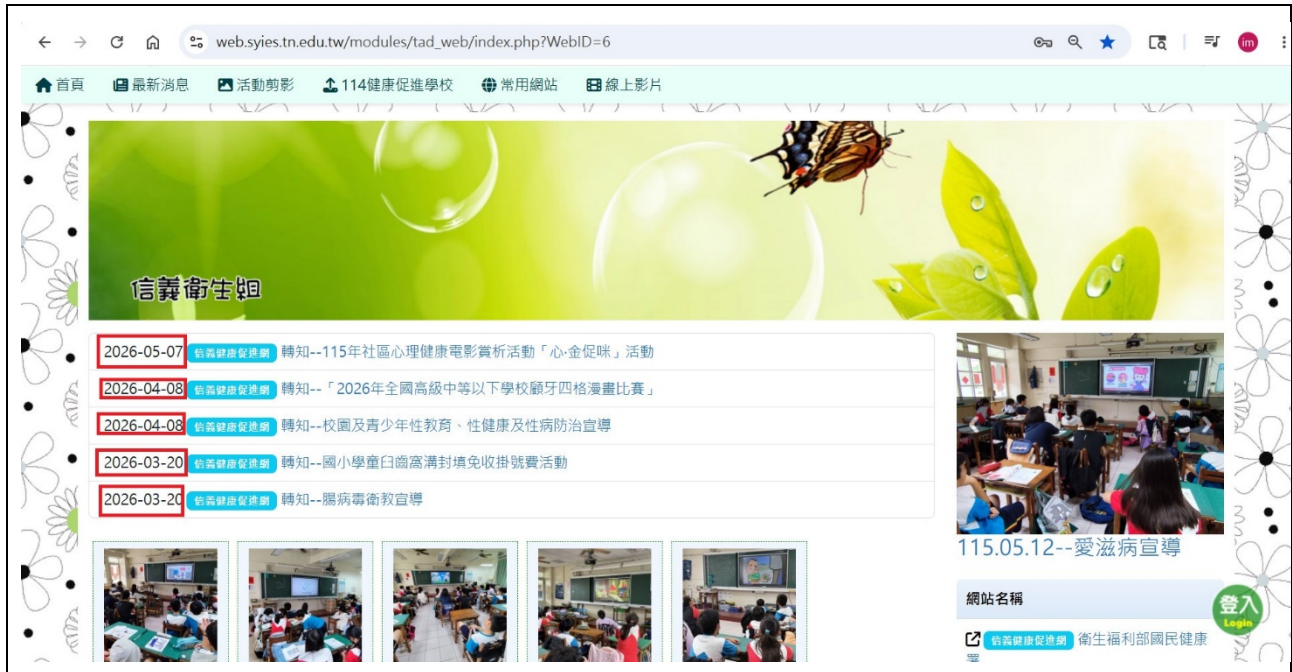 web.syies.tn.edu.tw/modules/tad_web/index.php?WebID=6
im
首頁 最新消息 活動剪影 114健康促進學校 常用網站 線上影片
信義衛生組
2026-05-07 信義健康促進網 轉知--115年社區心理健康電影賞析活動「心‧金促咪」活動
2026-04-08 信義健康促進網 轉知--「2026年全國高級中等以下學校顧牙四格漫畫比賽」
2026-04-08 信義健康促進網 轉知--校園及青少年性教育、性健康及性病防治宣導
2026-03-20 信義健康促進網 轉知--國小學童臼齒窩溝封填免收掛號費活動
2026-03-20 信義健康促進網 轉知--腸病毒衛教宣導
115.05.12--愛滋病宣導
網站名稱
登入
Login
信義健康促進網 衛生福利部國民健康
署